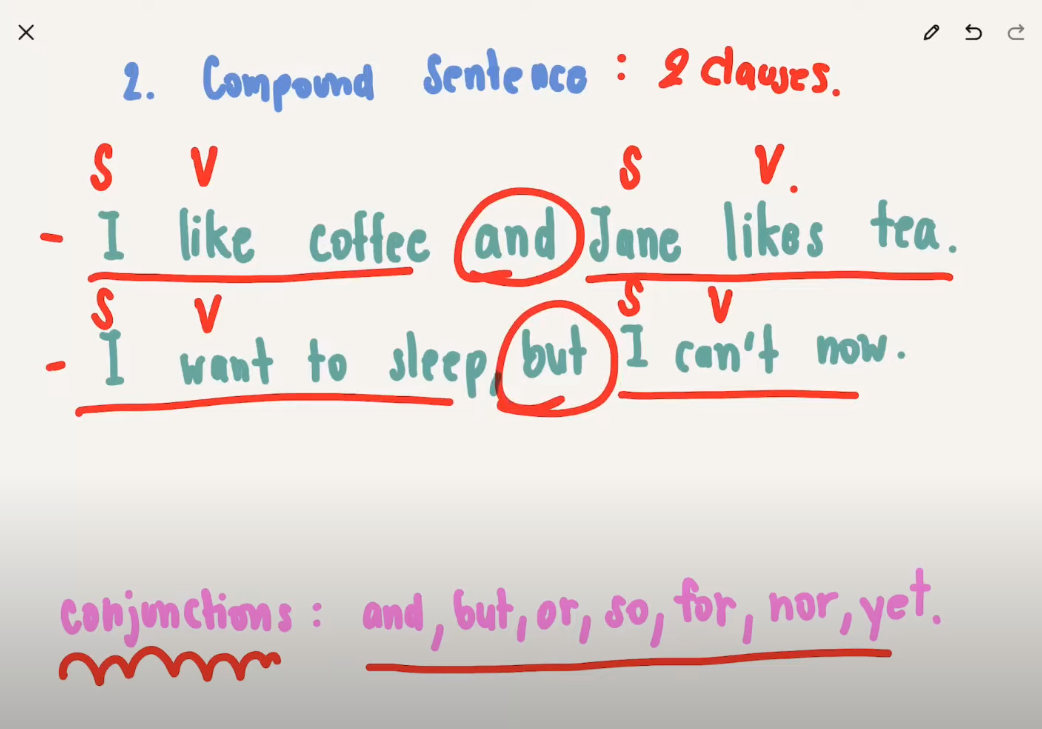 2. Compound Sentence : 2 clauses.
S V S V.
- I like coffee and Jane likes tea.
S V S V
- I want to sleep, but I can't now.
conjunctions : and, but, or, so, for, nor, yet.